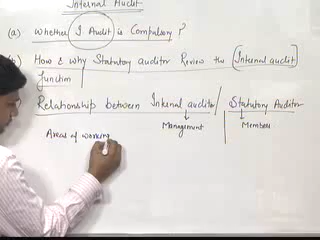 Internal Audit
(a) Whether I. Audit is Compulsory?
(b) How & why Statutory auditor Review the Internal audit
function
Relationship between Internal auditor / Statutory Auditor
Management Members
Areas of working